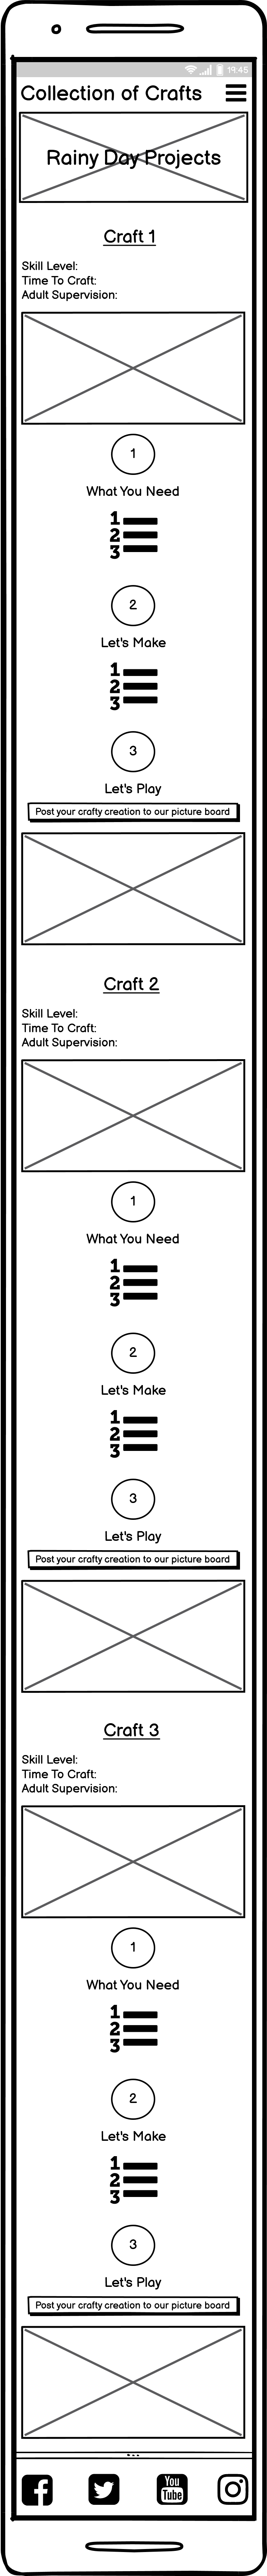 19:45
Collection of Crafts
Rainy Day Projects
Craft 1
Skill Level:
Time To Craft:
Adult Supervision:
1
What You Need
1
2
3
2
Let's Make
1
2
3
3
Let's Play
Post your crafty creation to our picture board
Craft 2
Skill Level:
Time To Craft:
Adult Supervision:
1
What You Need
1
2
3
2
Let's Make
1
2
3
3
Let's Play
Post your crafty creation to our picture board
Craft 3
Skill Level:
Time To Craft:
Adult Supervision:
1
What You Need
1
2
3
2
Let's Make
1
2
3
3
Let's Play
Post your crafty creation to our picture board
You
Tube